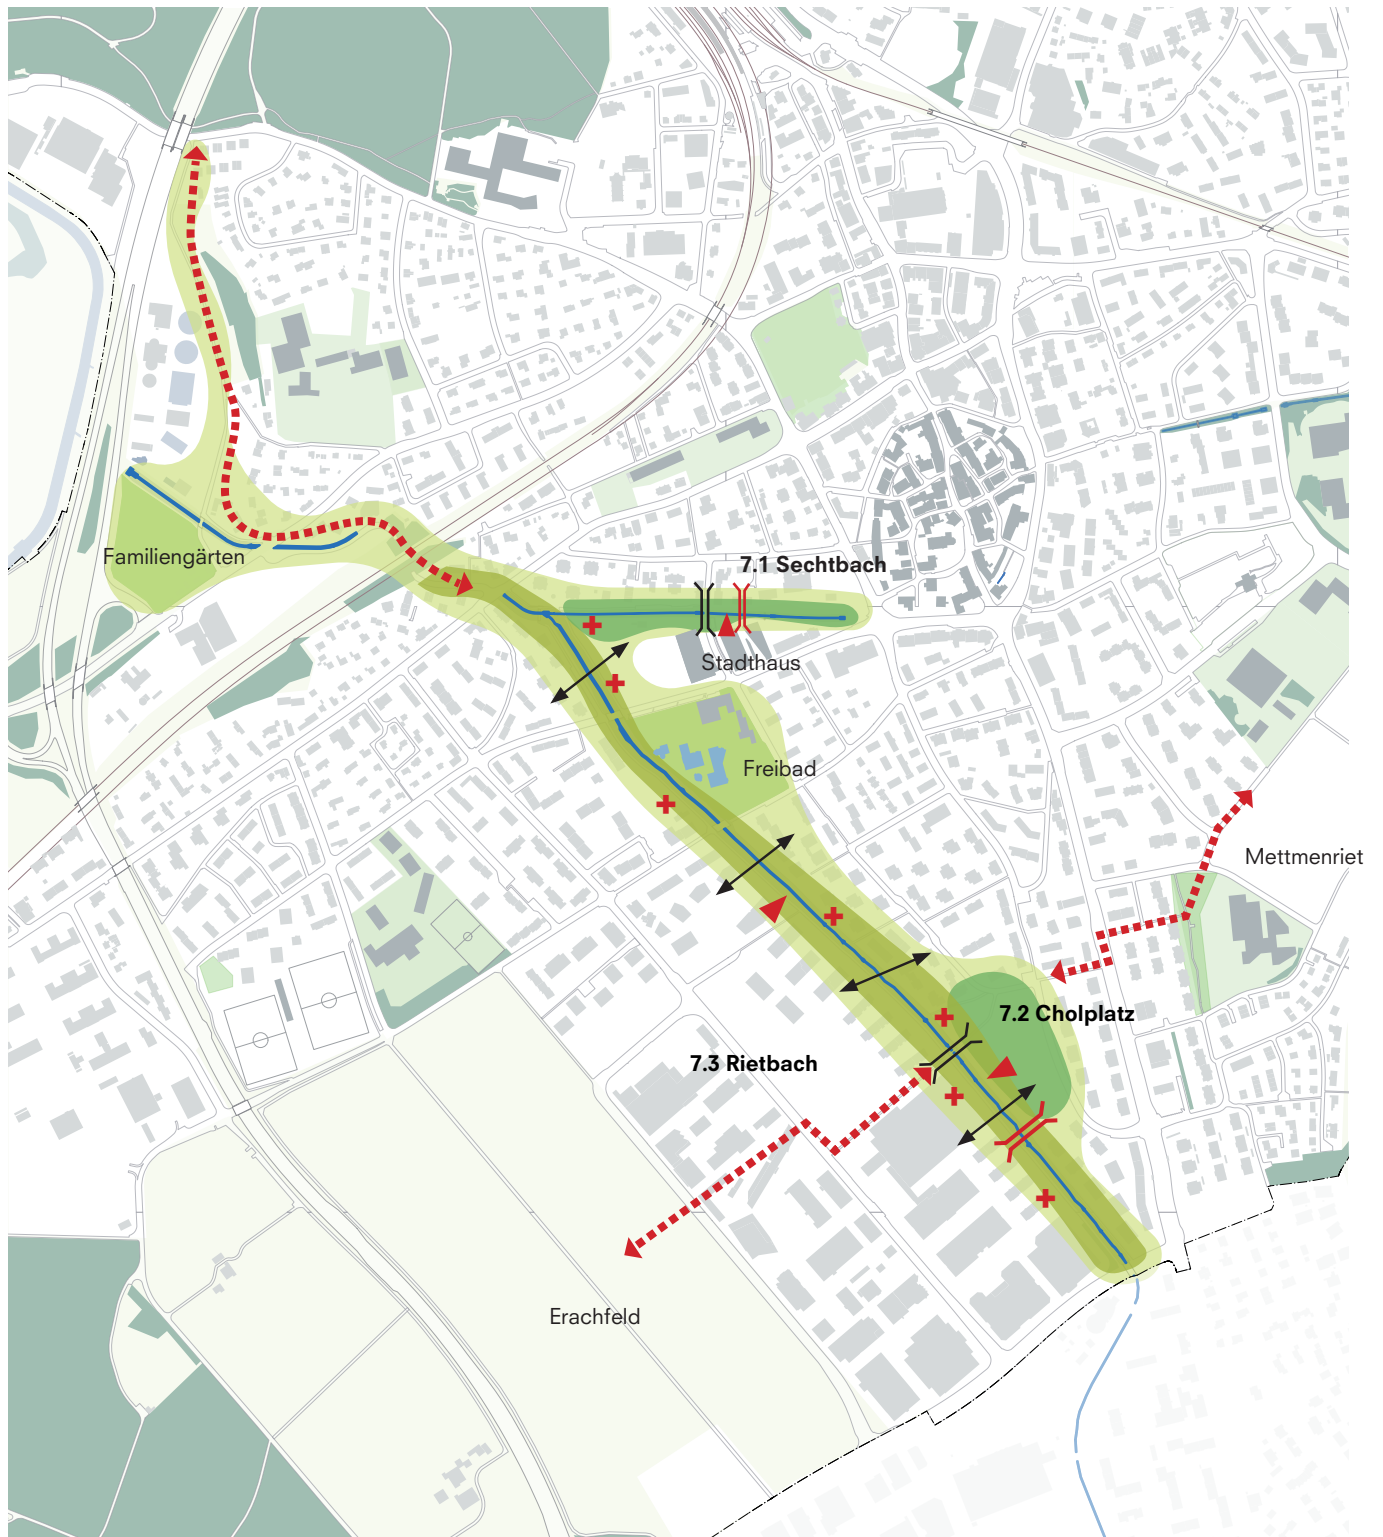 Familiengärten
7.1 Sechtbach
Stadthaus
Freibad
Mettmenriet
7.2 Cholplatz
7.3 Rietbach
Erachfeld